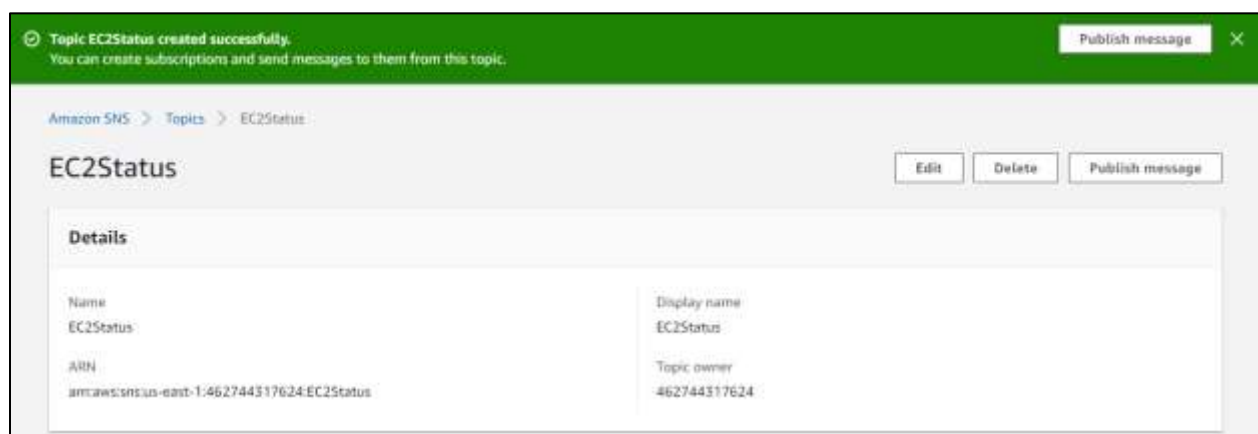 Topic EC2Status created successfully.
You can create subscriptions and send messages to them from this topic.
Publish message
Amazon SNS > Topics > EC2Status
EC2Status
Edit
Delete
Publish message
Details
Name
EC2Status
Display name
EC2Status
ARN
arn:aws:sns:us-east-1:462744317624:EC2Status
Topic owner
462744317624